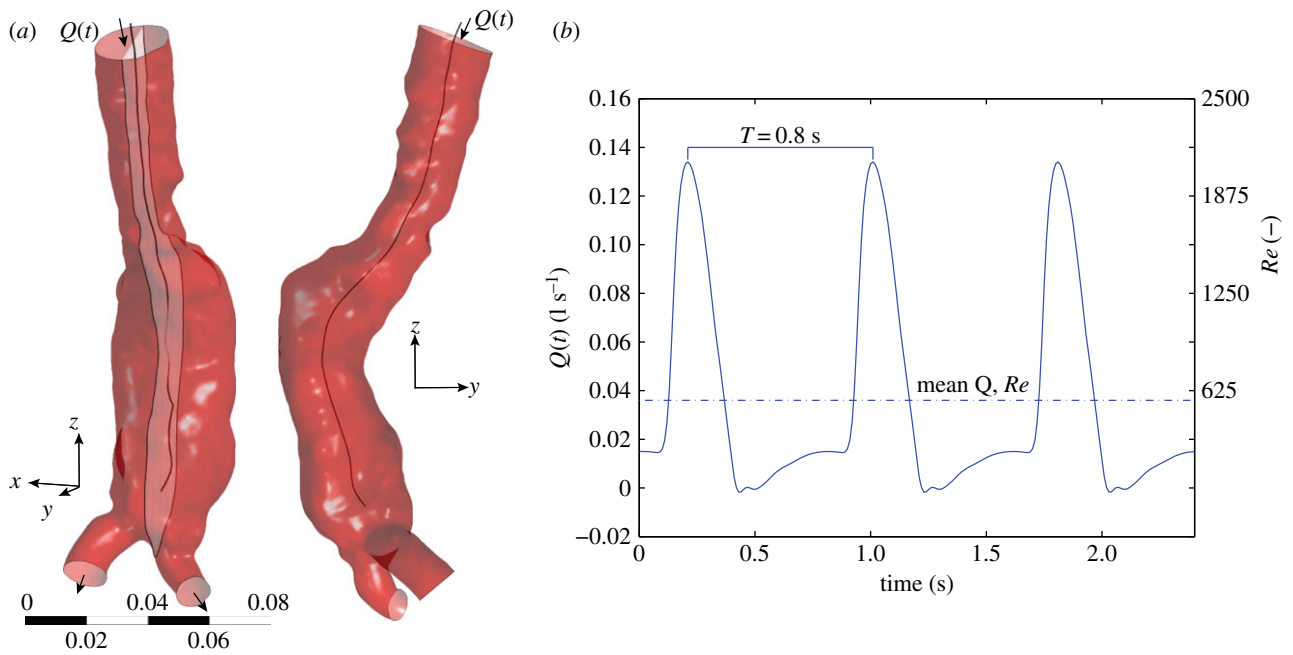 (a)
Q(t)
Q(t)
z
x
y
z
y
0
0.04
0.08
0.02
0.06
(b)
0.16
0.14
0.12
0.10
0.08
0.06
0.04
0.02
0
−0.02
Q(t) (l s⁻¹)
T = 0.8 s
mean Q, Re
2500
1875
1250
625
Re (–)
0
0.5
1.0
1.5
2.0
time (s)